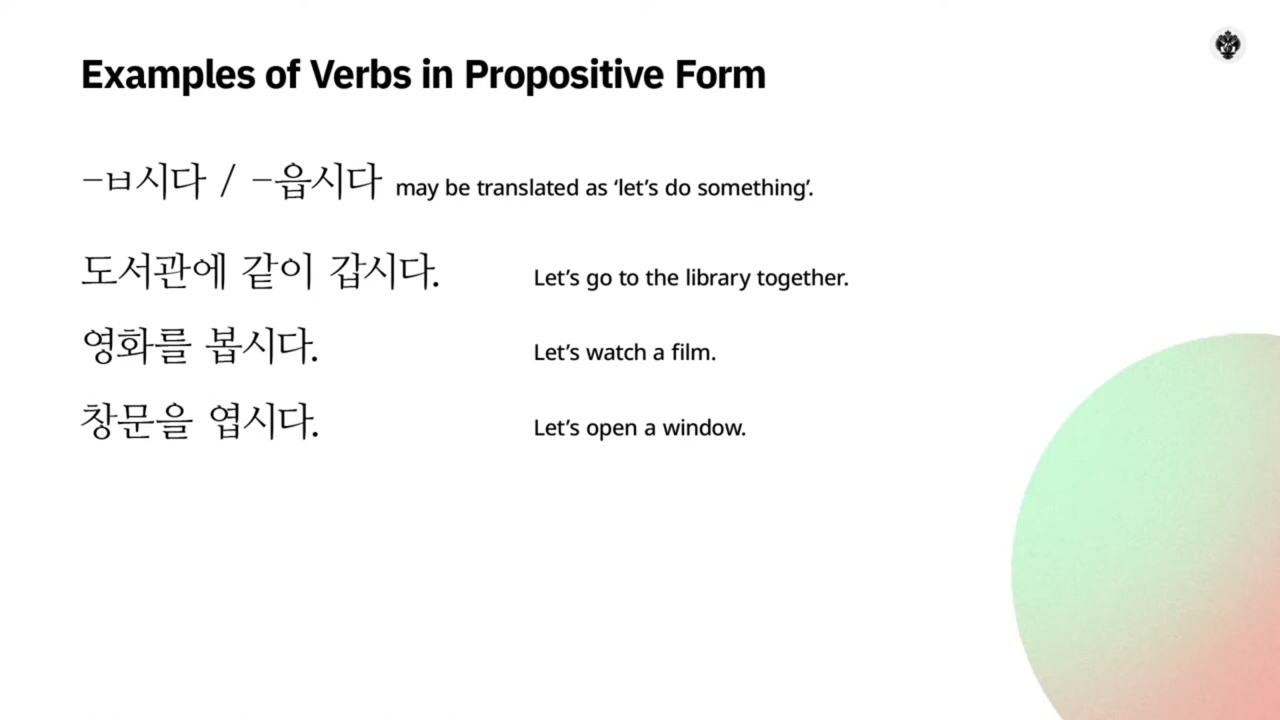 Examples of Verbs in Propositive Form
–ㅂ시다 / –읍시다 may be translated as ‘let’s do something’.
도서관에 같이 갑시다. Let’s go to the library together.
영화를 봅시다. Let’s watch a film.
창문을 엽시다. Let’s open a window.